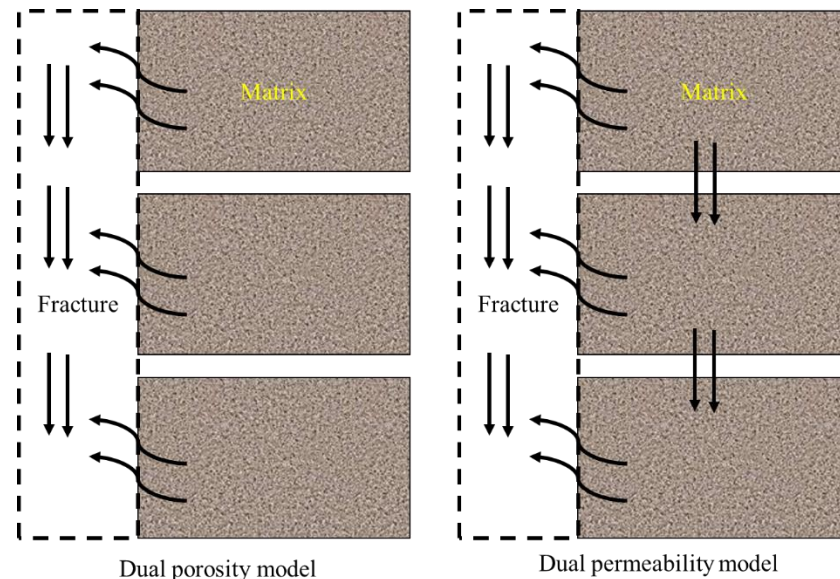 Matrix
Matrix
Fracture
Fracture
Dual porosity model
Dual permeability model